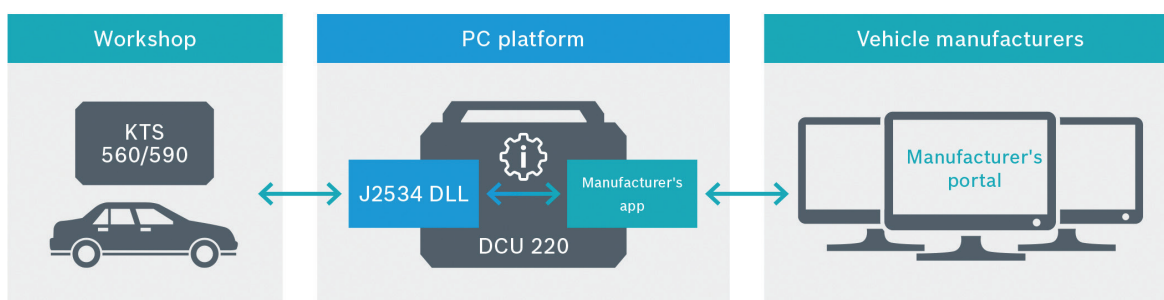 Workshop
PC platform
Vehicle manufacturers
KTS
560/590
J2534 DLL
Manufacturer's
app
DCU 220
Manufacturer's
portal